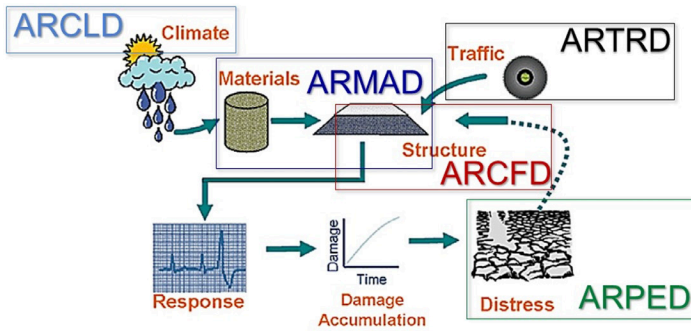 ARCLD
Climate
Materials
ARMAD
Traffic
ARTRD
Structure
ARCFD
Response
Damage
Time
Damage
Accumulation
Distress
ARPED